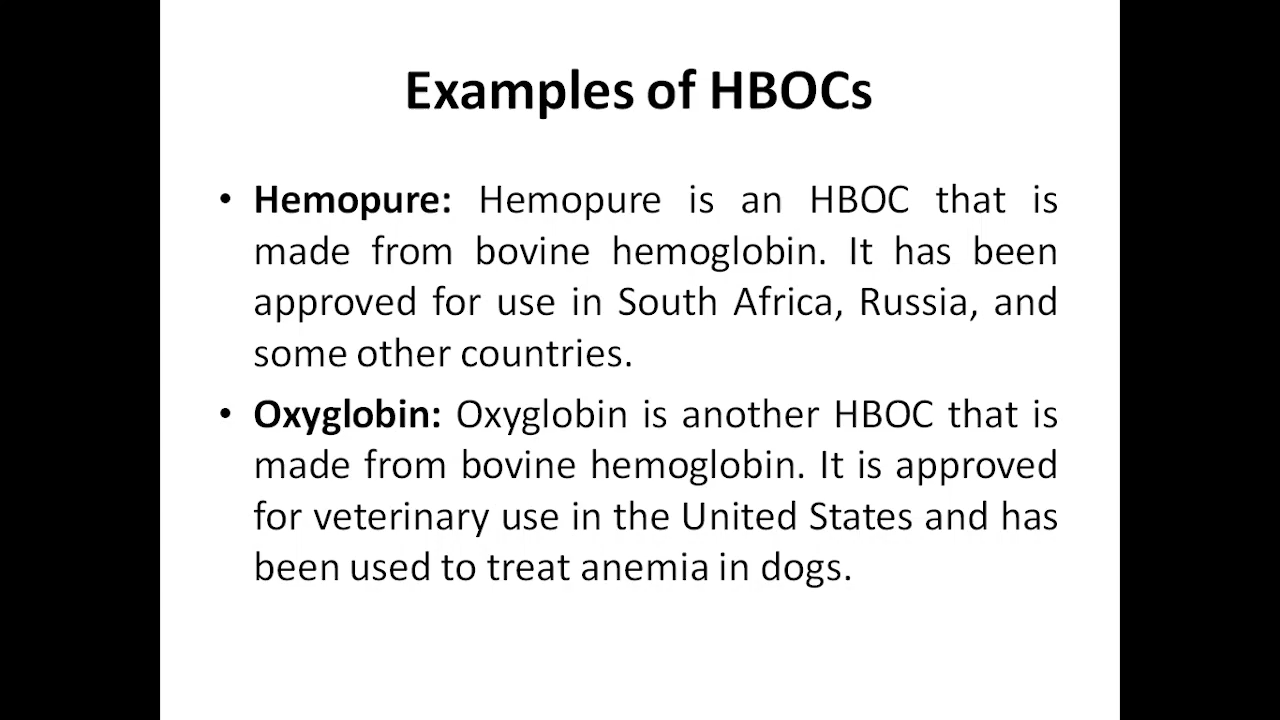 Examples of HBOCs
• Hemopure: Hemopure is an HBOC that is
made from bovine hemoglobin. It has been
approved for use in South Africa, Russia, and
some other countries.
• Oxyglobin: Oxyglobin is another HBOC that is
made from bovine hemoglobin. It is approved
for veterinary use in the United States and has
been used to treat anemia in dogs.